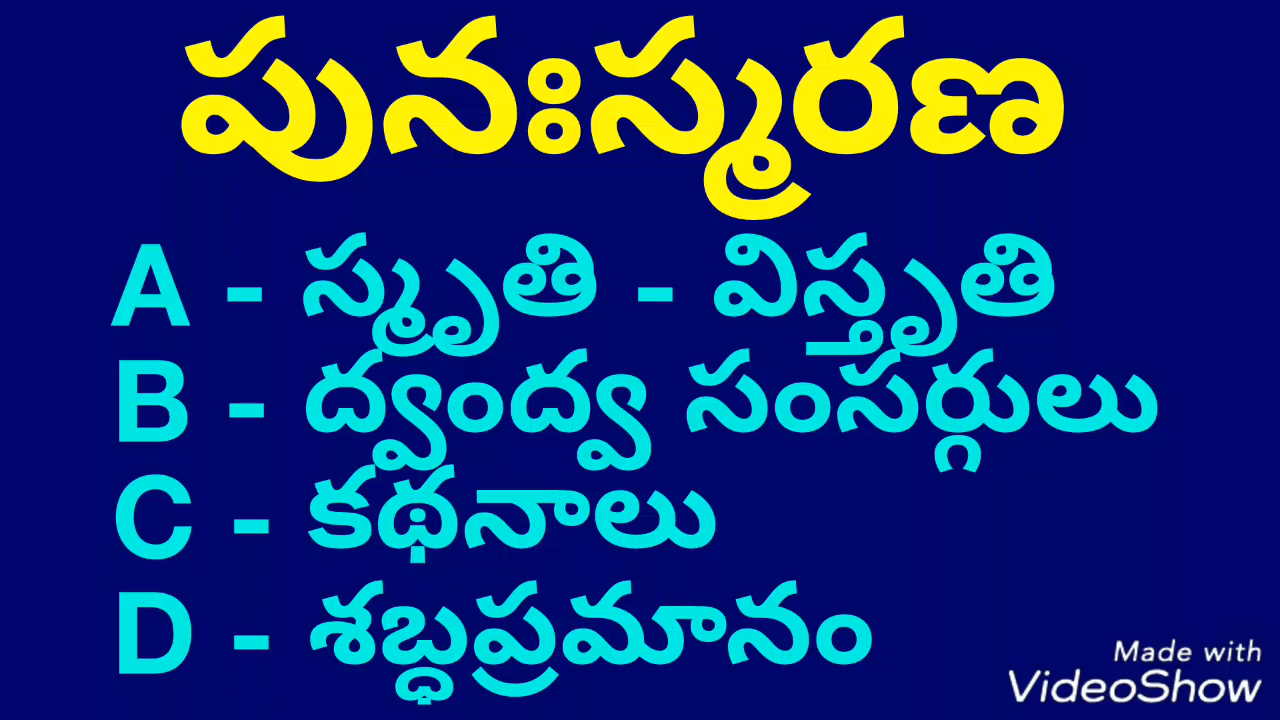 పునఃస్మరణ
A - స్మృతి - విస్తృతి
B - ద్వంద్వ సంసర్గులు
C - కథనాలు
D - శబ్ధప్రమానం
Made with
VideoShow